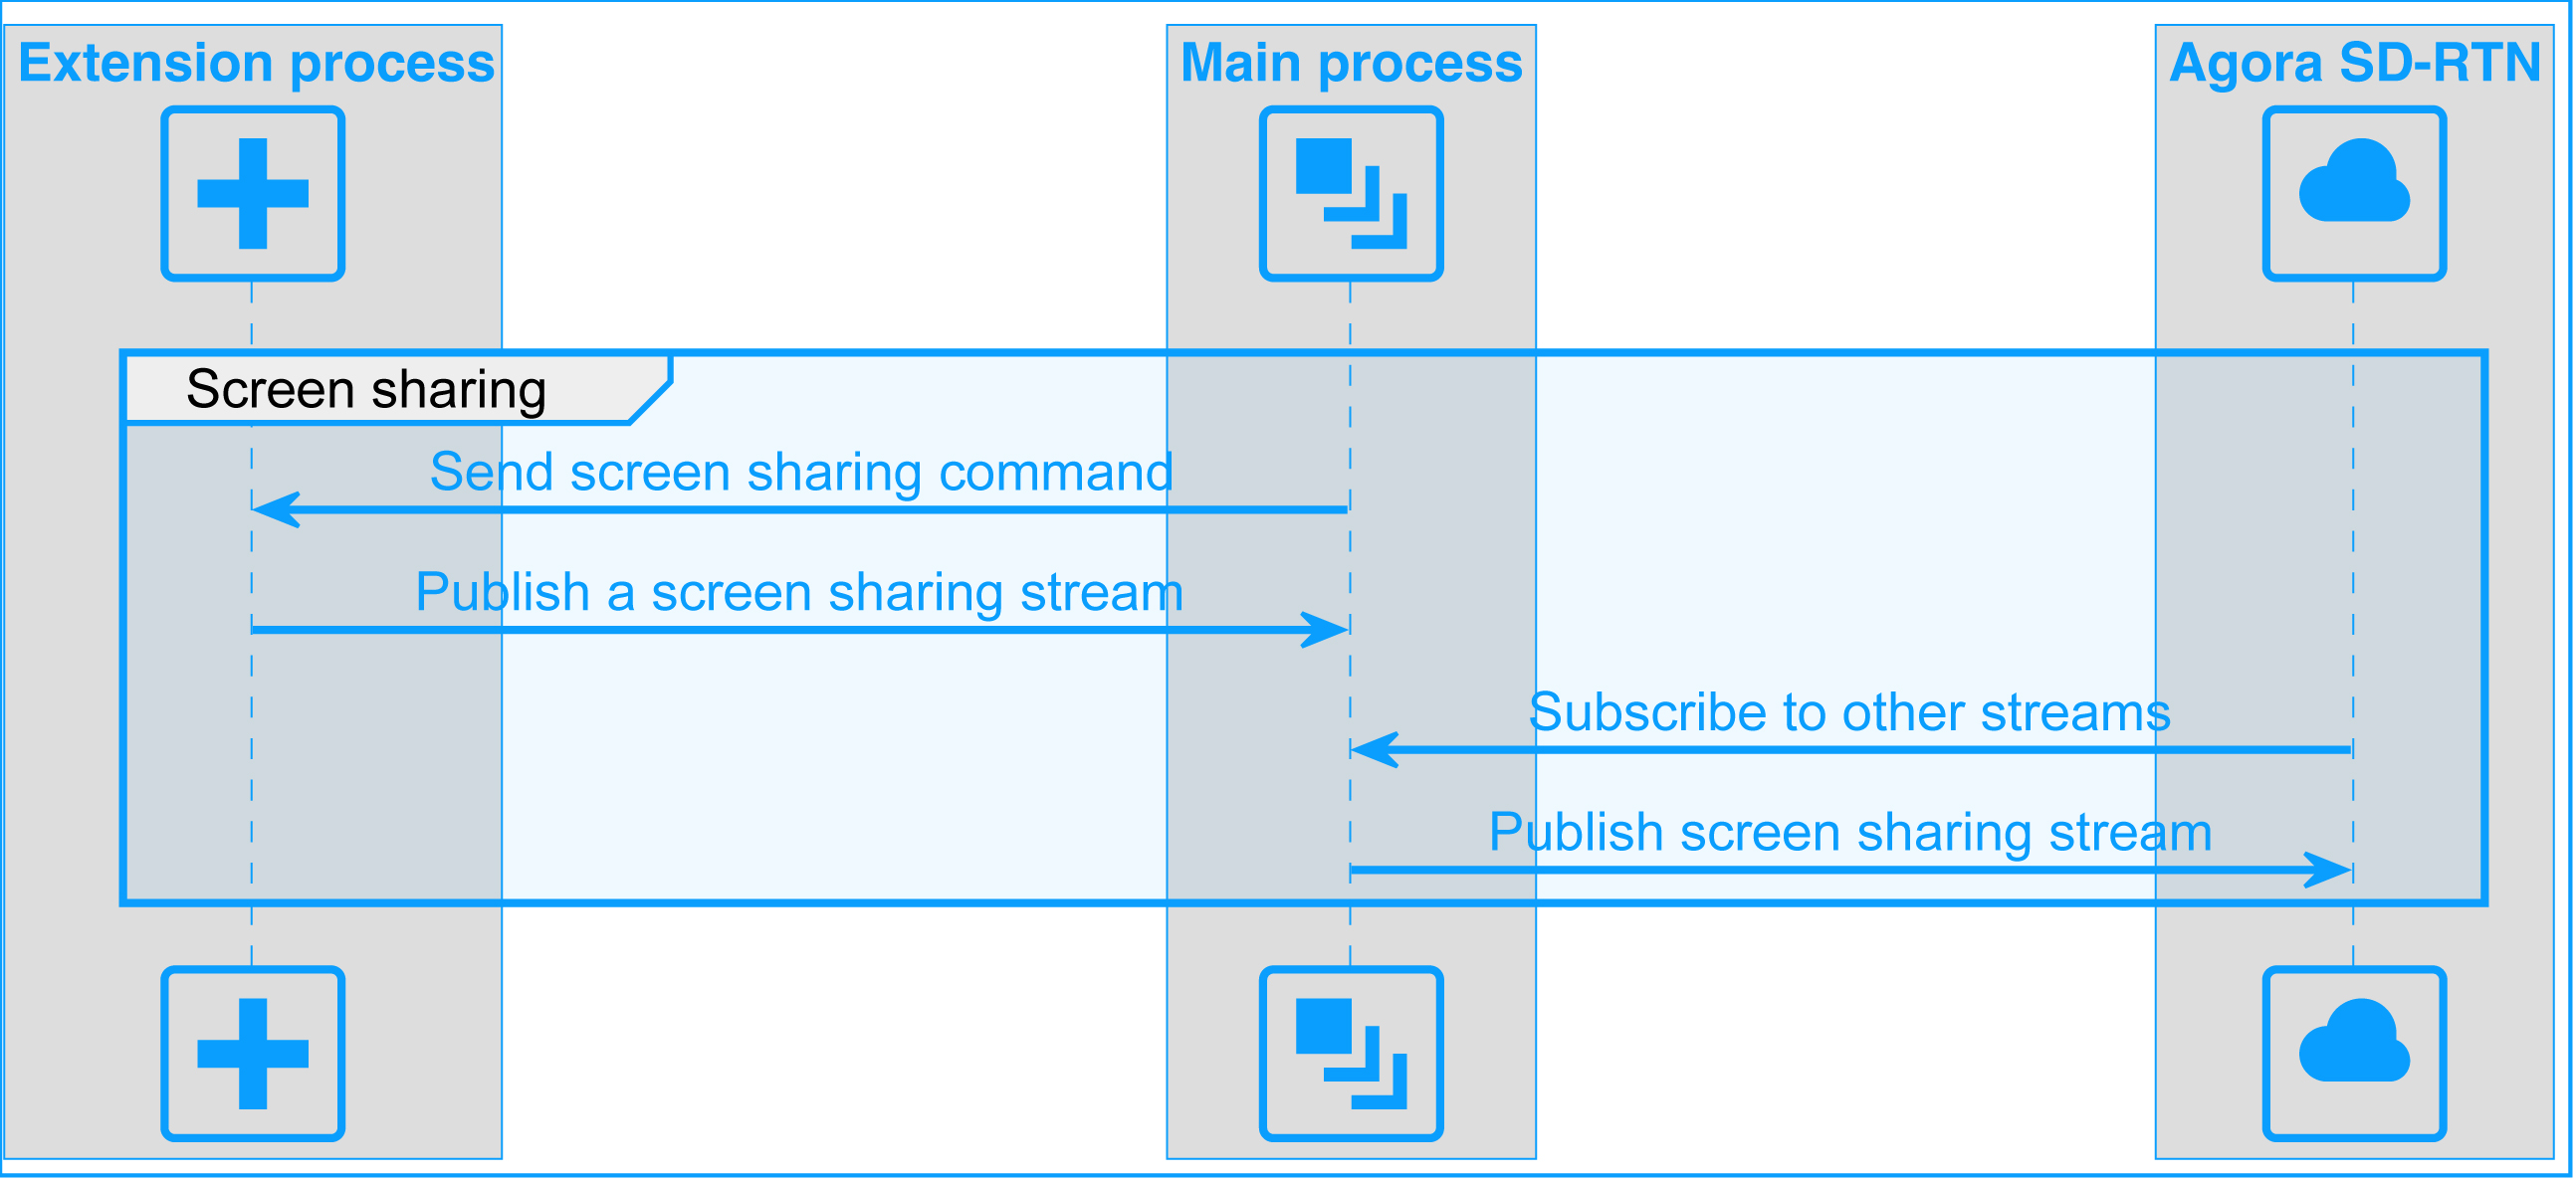 Extension process
Main process
Agora SD-RTN
Screen sharing
Send screen sharing command
Publish a screen sharing stream
Subscribe to other streams
Publish screen sharing stream